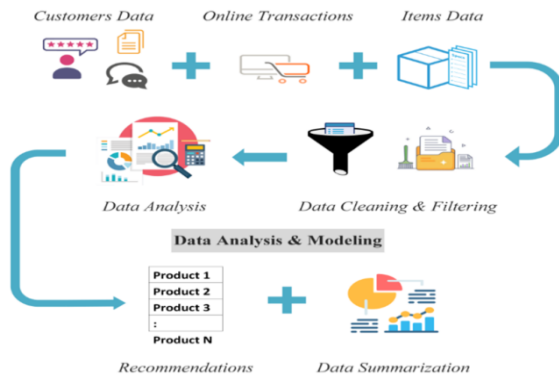 Customers Data
Online Transactions
Items Data
Data Analysis
Data Cleaning & Filtering
Data Analysis & Modeling
Product 1
Product 2
Product 3
:
Product N
Recommendations
Data Summarization